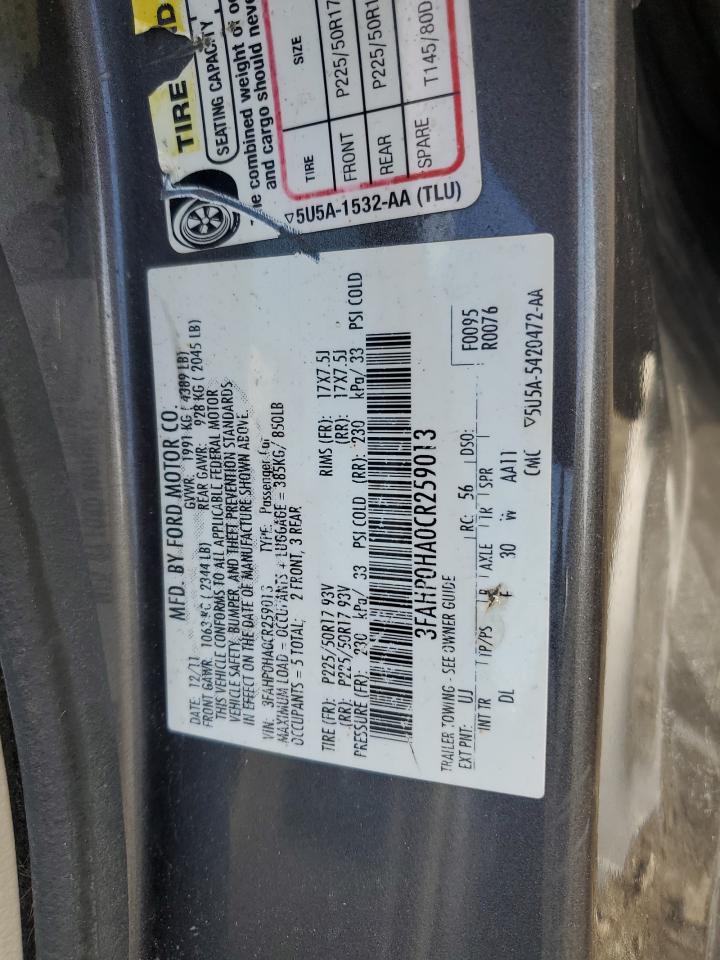 TIRE
SEATING CAPACITY
combined weight of
and cargo should neve
TIRE SIZE
FRONT P225/50R17
REAR P225/50R1
SPARE T145/80D
▽5U5A-1532-AA (TLU)
MFD. BY FORD MOTOR CO.
DATE: 12/11 GVWR: 1991 KG ( 4389 LB)
FRONT GAWR: 1063 KG ( 2344 LB) REAR GAWR: 928 KG ( 2045 LB)
THIS VEHICLE CONFORMS TO ALL APPLICABLE FEDERAL MOTOR
VEHICLE SAFETY, BUMPER, AND THEFT PREVENTION STANDARDS
IN EFFECT ON THE DATE OF MANUFACTURE SHOWN ABOVE.
VIN: 3FAHP0HA0CR259013 TYPE: Passenger Car
MAXIMUM LOAD = OCCUPANTS + LUGGAGE = 385KG/ 850LB
OCCUPANTS = 5 TOTAL: 2 FRONT, 3 REAR
TIRE (FR): P225/50R17 93V RIMS (FR): 17X7.5J
(RR): P225/50R17 93V (RR): 17X7.5J
PRESSURE (FR): 230 kPa/ 33 PSI COLD (RR): 230 kPa/ 33 PSI COLD
3FAHP0HA0CR259013
TRAILER TOWING - SEE OWNER GUIDE F0095
R0076
EXT PNT: UJ RC: 56 DSO:
INT TR TP/PS R AXLE TR SPR
DL F 30 W AA11
CMC ▽5U5A-5420472-AA